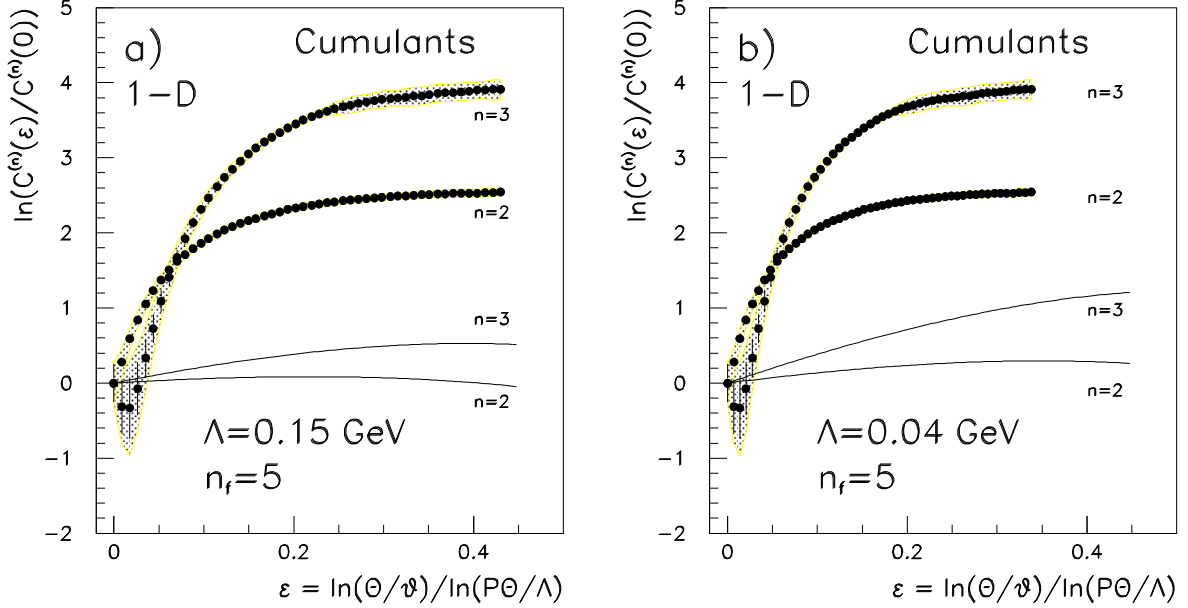 ln(C⁽ⁿ⁾(ε)/C⁽ⁿ⁾(0))
5
4
3
2
1
0
−1
−2
a)
Cumulants
1−D
n=3
n=2
n=3
n=2
Λ=0.15 GeV
n_f=5
0
0.2
0.4
ε = ln(Θ/ϑ)/ln(PΘ/Λ)
ln(C⁽ⁿ⁾(ε)/C⁽ⁿ⁾(0))
5
4
3
2
1
0
−1
−2
b)
Cumulants
1−D
n=3
n=2
n=3
n=2
Λ=0.04 GeV
n_f=5
0
0.2
0.4
ε = ln(Θ/ϑ)/ln(PΘ/Λ)